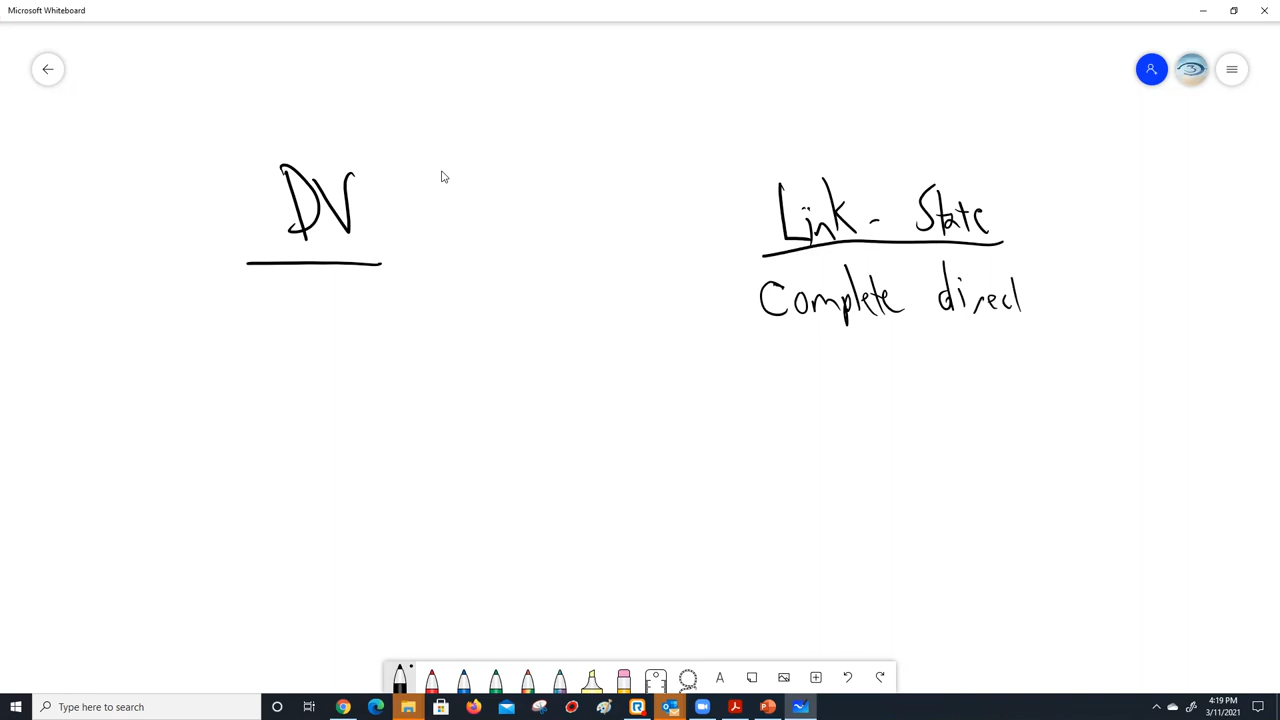 Microsoft Whiteboard
DV
Link - State
Complete direct
A
Type here to search
4:19 PM
3/11/2021